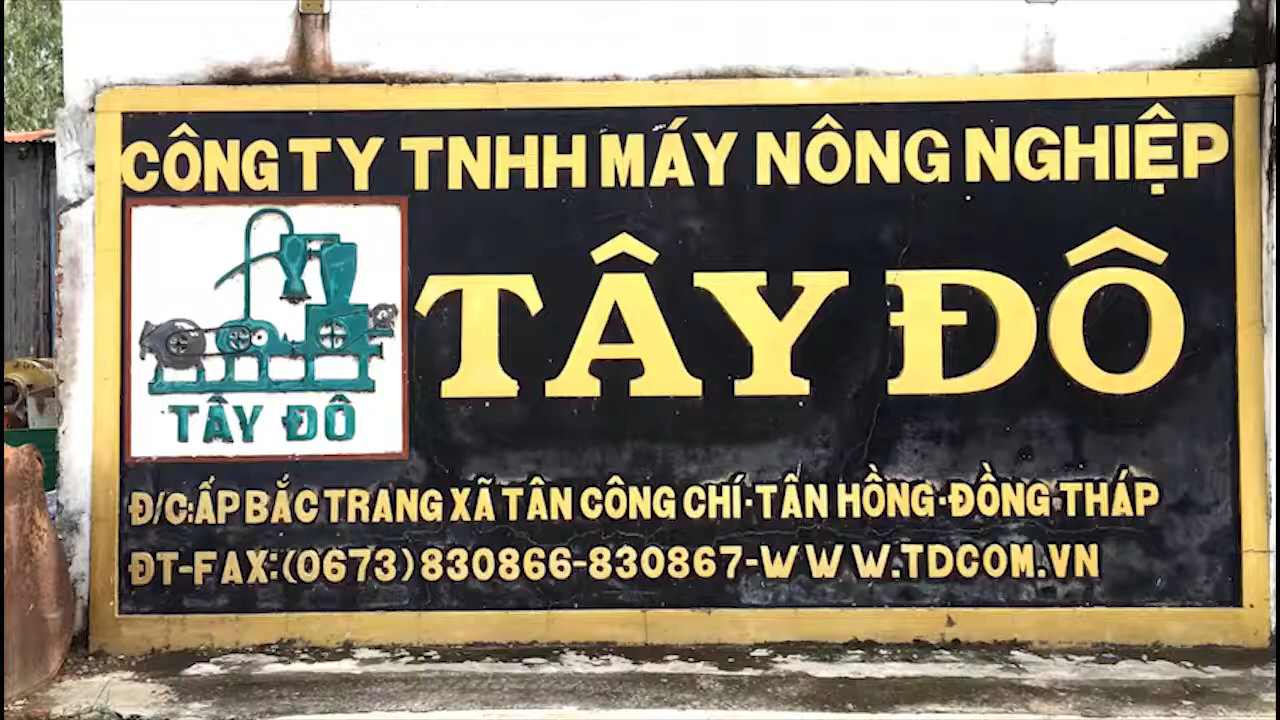 CÔNG TY TNHH MÁY NÔNG NGHIỆP
TÂY ĐÔ
TÂY ĐÔ
Đ/C:ẤP BẮC TRANG XÃ TÂN CÔNG CHÍ-TÂN HỒNG-ĐỒNG THÁP
ĐT-FAX:(0673)830866-830867-WWW.TDCOM.VN